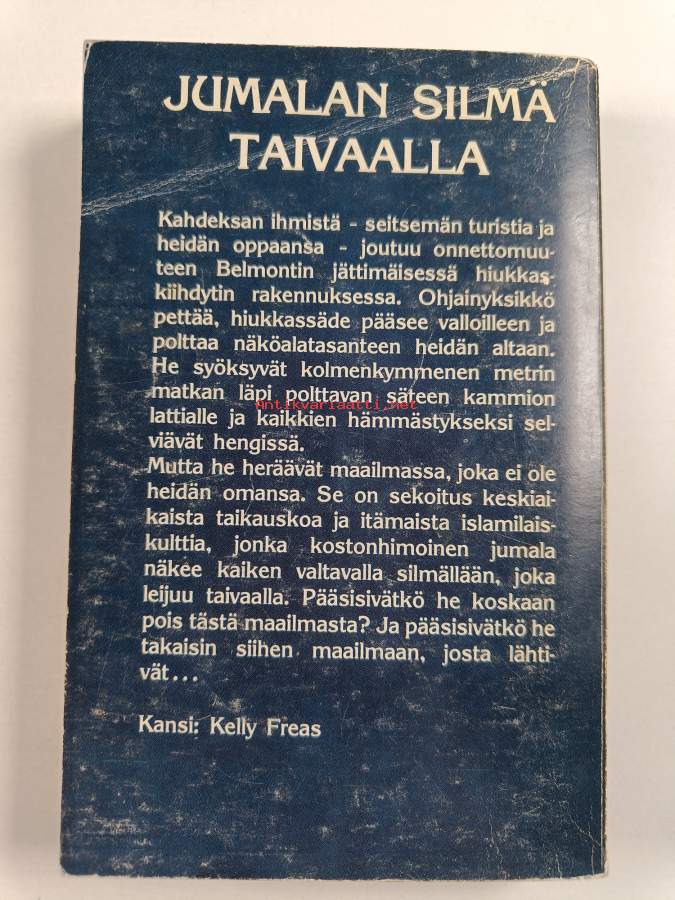 JUMALAN SILMÄ
TAIVAALLA
Kahdeksan ihmistä - seitsemän turistia ja
heidän oppaansa - joutuu onnettomuu-
teen Belmontin jättimäisessä hiukkas-
kiihdytin rakennuksessa. Ohjainyksikkö
pettää, hiukkassäde pääsee valloilleen ja
polttaa näköalatasanteen heidän altaan.
He syöksyvät kolmenkymmenen metrin
matkan läpi polttavan säteen kammion
Antikvariaatti.net
lattialle ja kaikkien hämmästykseksi sel-
viävät hengissä.
Mutta he heräävät maailmassa, joka ei ole
heidän omansa. Se on sekoitus keskiai-
kaista taikauskoa ja itämaista islamilais-
kulttia, jonka kostonhimoinen jumala
näkee kaiken valtavalla silmällään, joka
leijuu taivaalla. Pääsisivätkö he koskaan
pois tästä maailmasta? Ja pääsisivätkö he
takaisin siihen maailmaan, josta lähti-
vät...
Kansi: Kelly Freas